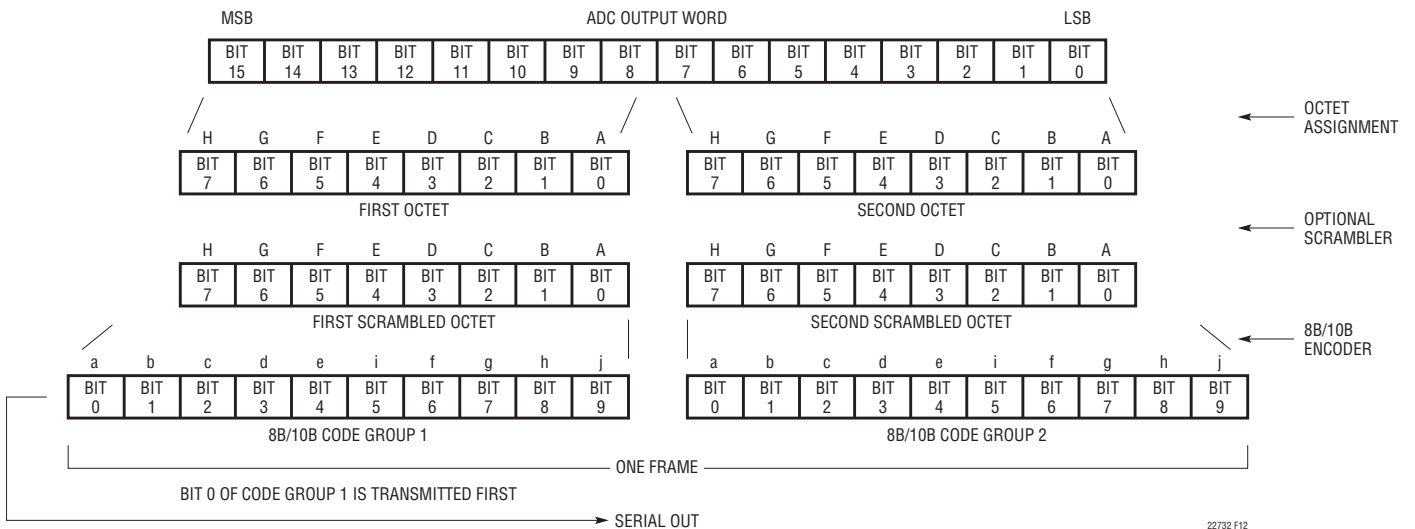 MSB ADC OUTPUT WORD LSB
BIT 15 BIT 14 BIT 13 BIT 12 BIT 11 BIT 10 BIT 9 BIT 8 BIT 7 BIT 6 BIT 5 BIT 4 BIT 3 BIT 2 BIT 1 BIT 0
OCTET ASSIGNMENT
H G F E D C B A H G F E D C B A
BIT 7 BIT 6 BIT 5 BIT 4 BIT 3 BIT 2 BIT 1 BIT 0 BIT 7 BIT 6 BIT 5 BIT 4 BIT 3 BIT 2 BIT 1 BIT 0
FIRST OCTET SECOND OCTET
OPTIONAL SCRAMBLER
H G F E D C B A H G F E D C B A
BIT 7 BIT 6 BIT 5 BIT 4 BIT 3 BIT 2 BIT 1 BIT 0 BIT 7 BIT 6 BIT 5 BIT 4 BIT 3 BIT 2 BIT 1 BIT 0
FIRST SCRAMBLED OCTET SECOND SCRAMBLED OCTET
8B/10B ENCODER
a b c d e i f g h j a b c d e i f g h j
BIT 0 BIT 1 BIT 2 BIT 3 BIT 4 BIT 5 BIT 6 BIT 7 BIT 8 BIT 9 BIT 0 BIT 1 BIT 2 BIT 3 BIT 4 BIT 5 BIT 6 BIT 7 BIT 8 BIT 9
8B/10B CODE GROUP 1 8B/10B CODE GROUP 2
ONE FRAME
BIT 0 OF CODE GROUP 1 IS TRANSMITTED FIRST
SERIAL OUT
22732 F12